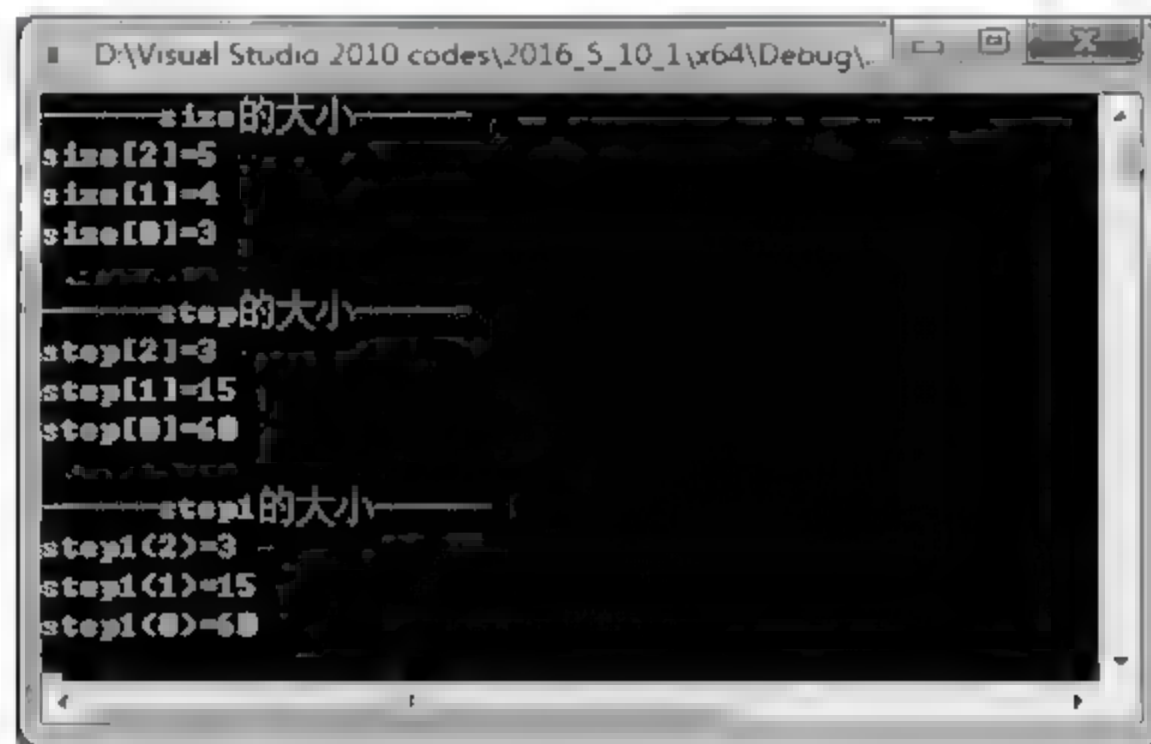 D:\Visual Studio 2010 codes\2016_5_10_1\x64\Debug\.
————size的大小————
size[2]=5
size[1]=4
size[0]=3
————step的大小————
step[2]=3
step[1]=15
step[0]=60
————step1的大小————
step1(2)=3
step1(1)=15
step1(0)=60